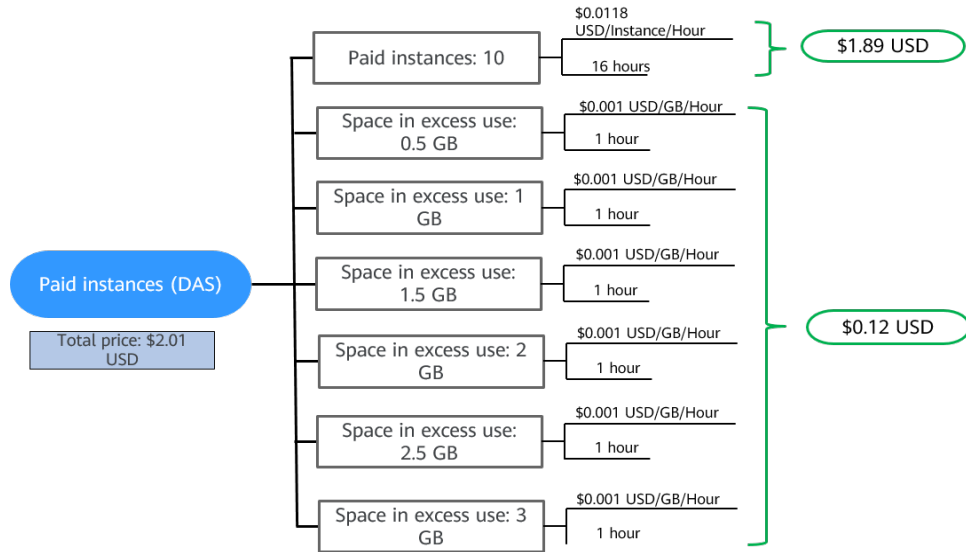 $0.0118
USD/Instance/Hour
Paid instances: 10
16 hours
$1.89 USD
Space in excess use:
0.5 GB
$0.001 USD/GB/Hour
1 hour
Space in excess use: 1
GB
$0.001 USD/GB/Hour
1 hour
Paid instances (DAS)
Total price: $2.01
USD
Space in excess use:
1.5 GB
$0.001 USD/GB/Hour
1 hour
$0.12 USD
Space in excess use: 2
GB
$0.001 USD/GB/Hour
1 hour
Space in excess use:
2.5 GB
$0.001 USD/GB/Hour
1 hour
Space in excess use: 3
GB
$0.001 USD/GB/Hour
1 hour